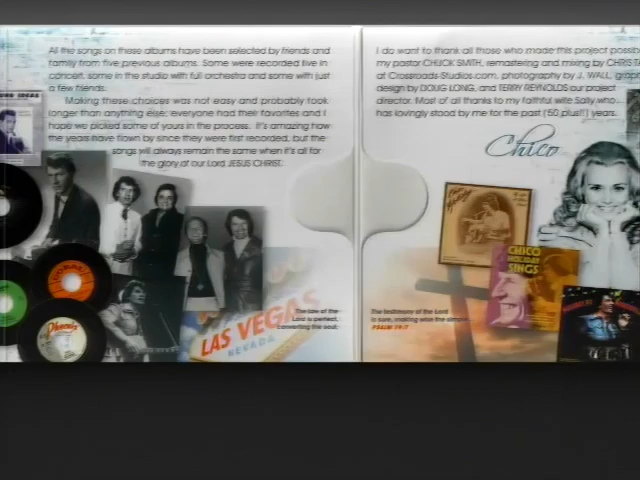 All the songs on these albums have been selected by friends and
family from five previous albums. Some were recorded live in
concert, some in the studio with full orchestra and some with just
a few friends.
Making these choices was not easy and probably took
longer than anything else; everyone had their favorites and I
hope we picked some of yours in the process. It's amazing how
the years have flown by since they were first recorded, but the
songs will always remain the same when it's all for
the glory of our Lord JESUS CHRIST.
LAS VEGAS
NEVADA
The law of the
Lord is perfect,
converting the soul:
I do want to thank all those who made this project possib
my pastor CHUCK SMITH, remastering and mixing by CHRIS TA
at Crossroads-Studios.com, photography by J. WALL, graph
design by DOUG LONG, and TERRY REYNOLDS our project
director. Most of all thanks to my faithful wife Sally who
has lovingly stood by me for the past ('50 plus!!') years.
Chico
CHICO
HOLIDAY
SINGS
The testimony of the Lord
is sure, making wise the simple.
PSALM 19:7
CORAL
Phoenix
IDEAS